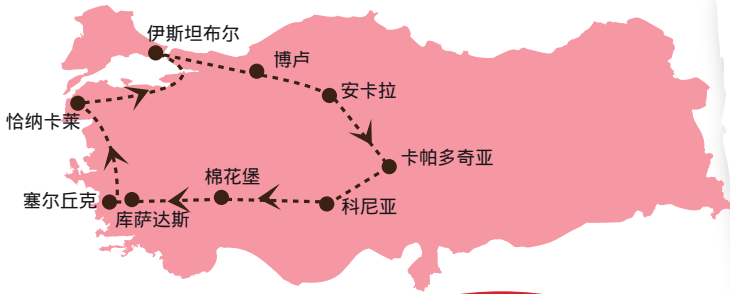 伊斯坦布尔
博卢
安卡拉
恰纳卡莱
卡帕多奇亚
棉花堡
塞尔丘克
科尼亚
库萨达斯